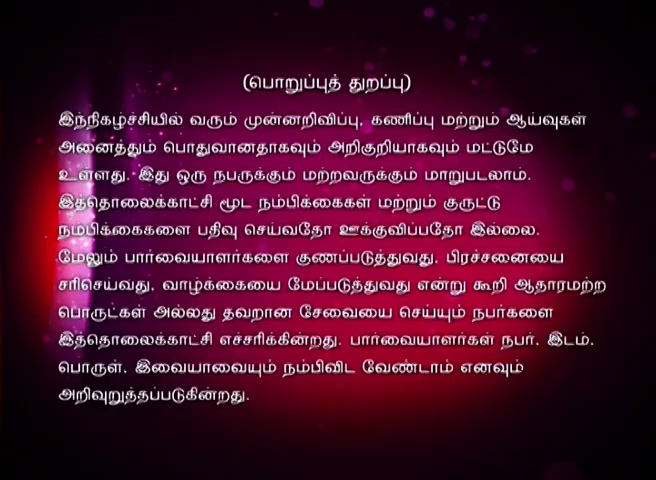 (பொறுப்புத் துறப்பு)
இந்நிகழ்ச்சியில் வரும் முன்னறிவிப்பு, கணிப்பு மற்றும் ஆய்வுகள்
அனைத்தும் பொதுவானதாகவும் அறிகுறியாகவும் மட்டுமே
உள்ளது. இது ஒரு நபருக்கும் மற்றவருக்கும் மாறுபடலாம்.
இத்தொலைக்காட்சி மூட நம்பிக்கைகள் மற்றும் குருட்டு
நம்பிக்கைகளை பதிவு செய்வதோ ஊக்குவிப்பதோ இல்லை.
மேலும் பார்வையாளர்களை குணப்படுத்துவது, பிரச்சனையை
சரிசெய்வது, வாழ்க்கையை மேப்படுத்துவது என்று கூறி ஆதாரமற்ற
பொருட்கள் அல்லது தவறான சேவையை செய்யும் நபர்களை
இத்தொலைக்காட்சி எச்சரிக்கின்றது. பார்வையாளர்கள் நபர், இடம்,
பொருள், இவையாவையும் நம்பிவிட வேண்டாம் எனவும்
அறிவுறுத்தப்படுகின்றது.